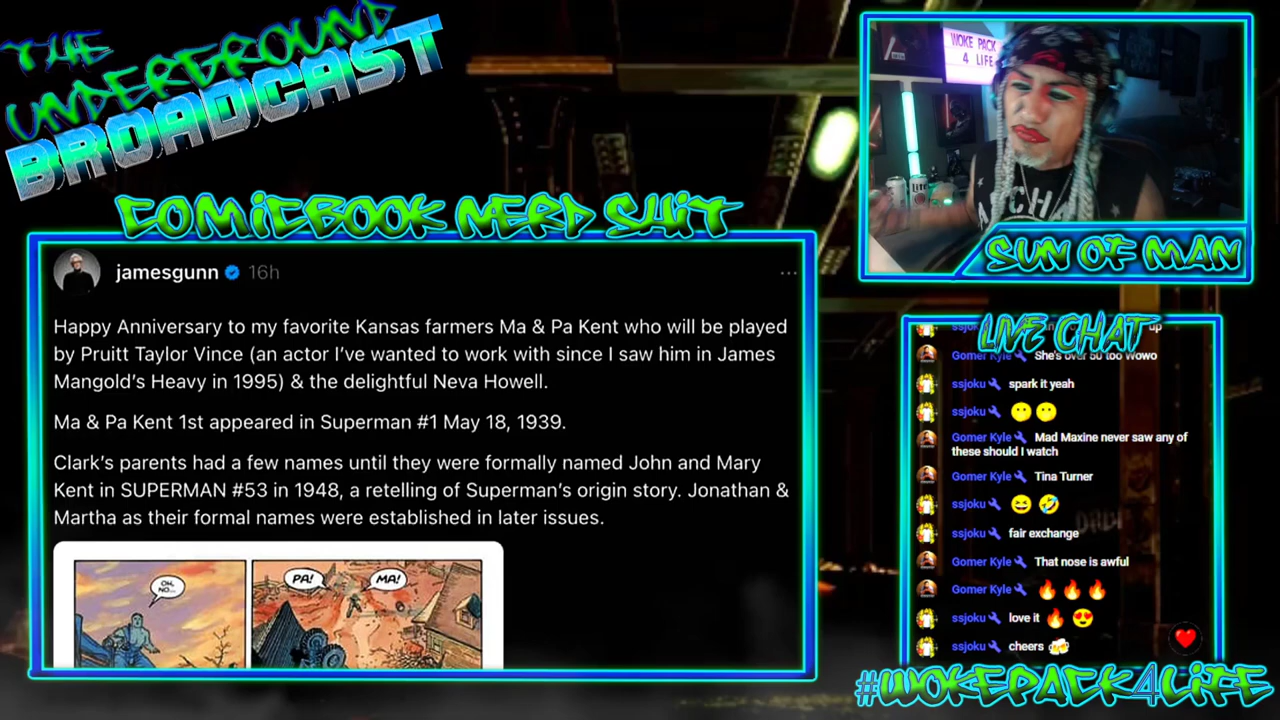 THE
UNDERGROUND
BROADCAST
COMICBOOK NERD SHIT
jamesgunn 16h
Happy Anniversary to my favorite Kansas farmers Ma & Pa Kent who will be played
by Pruitt Taylor Vince (an actor I've wanted to work with since I saw him in James
Mangold's Heavy in 1995) & the delightful Neva Howell.
Ma & Pa Kent 1st appeared in Superman #1 May 18, 1939.
Clark's parents had a few names until they were formally named John and Mary
Kent in SUPERMAN #53 in 1948, a retelling of Superman's origin story. Jonathan &
Martha as their formal names were established in later issues.
OH,
NO...
PA!
MA!
WOKE PACK
4 LIFE
SUN OF MAN
LIVE CHAT
ssjoku up
Gomer Kyle She's over 50 too Wowo
ssjoku spark it yeah
ssjoku 😶 😶
Gomer Kyle Mad Maxine never saw any of
these should I watch
Gomer Kyle Tina Turner
ssjoku 😆 🤣
ssjoku fair exchange
Gomer Kyle That nose is awful
Gomer Kyle 🔥 🔥 🔥
ssjoku love it 🔥 😍
ssjoku cheers 🍻
#WOKEPACK4LIFE